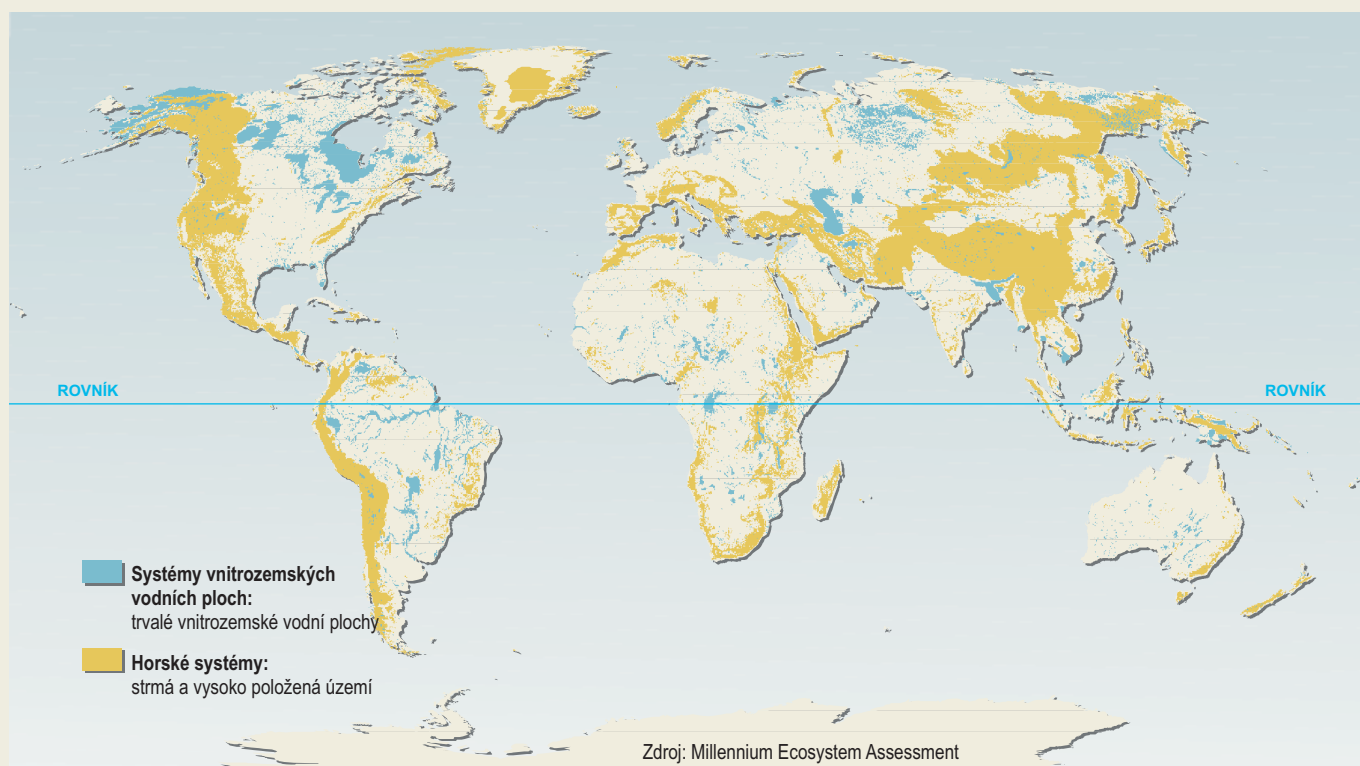 ROVNÍK
ROVNÍK
Systémy vnitrozemských
vodních ploch:
trvalé vnitrozemské vodní plochy
Horské systémy:
strmá a vysoko položená území
Zdroj: Millennium Ecosystem Assessment